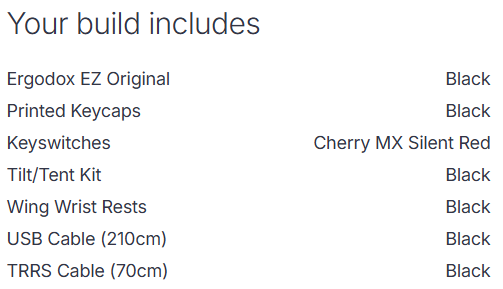 Your build includes
Ergodox EZ Original Black
Printed Keycaps Black
Keyswitches Cherry MX Silent Red
Tilt/Tent Kit Black
Wing Wrist Rests Black
USB Cable (210cm) Black
TRRS Cable (70cm) Black